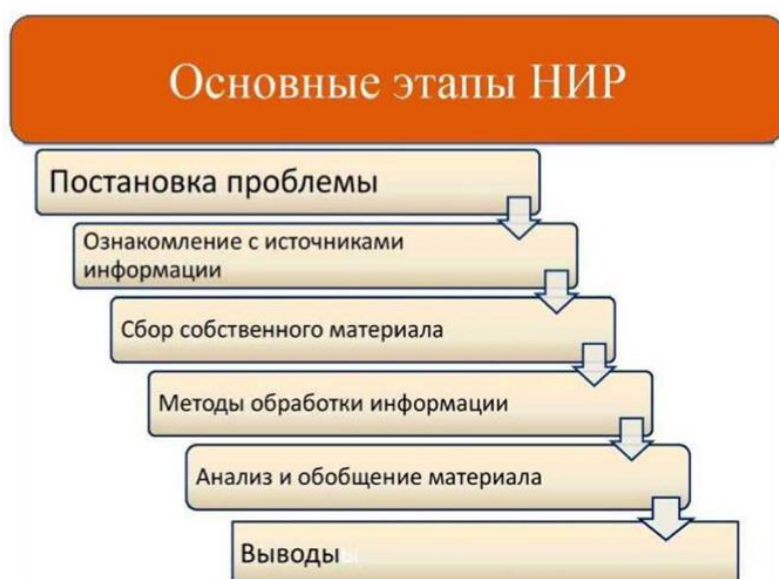 Основные этапы НИР
Постановка проблемы
Ознакомление с источниками
информации
Сбор собственного материала
Методы обработки информации
Анализ и обобщение материала
Выводы